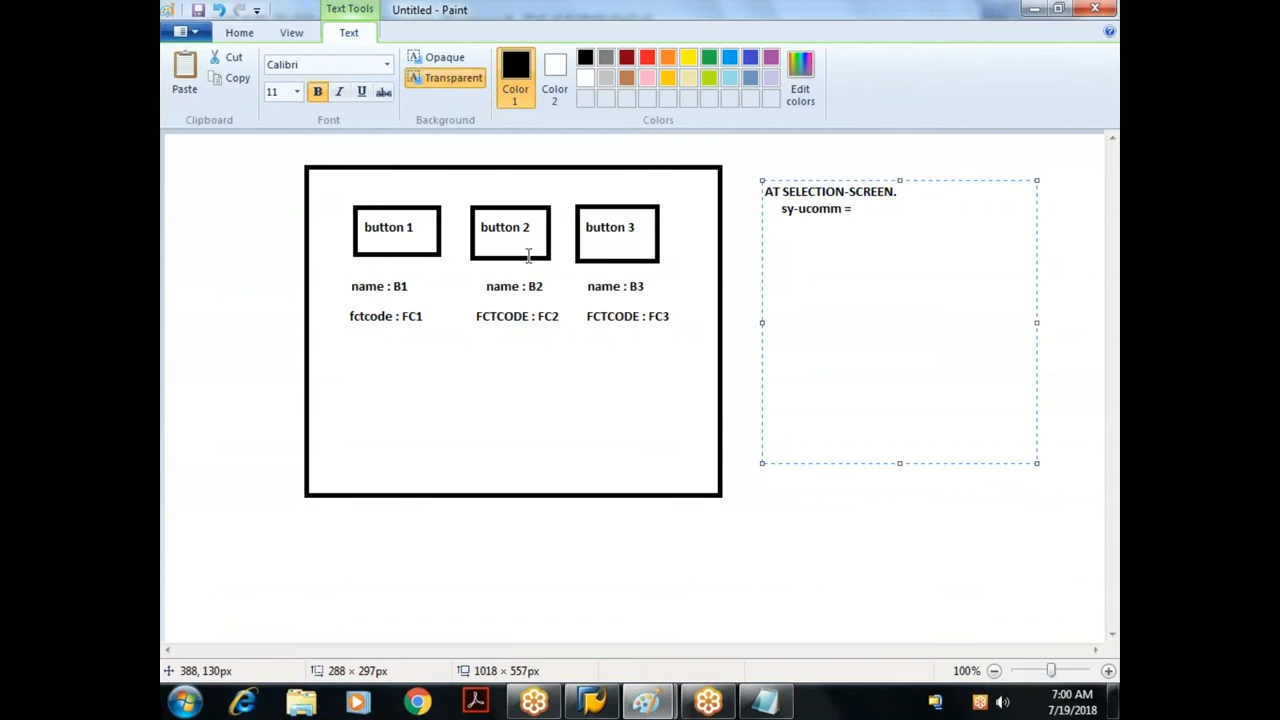 Text Tools
Untitled - Paint
Home
View
Text
Paste
Cut
Copy
Clipboard
Calibri
11
B
I
U
abc
Font
Opaque
Transparent
Background
Color
1
Color
2
Edit
colors
Colors
button 1
button 2
button 3
name : B1
name : B2
name : B3
fctcode : FC1
FCTCODE : FC2
FCTCODE : FC3
AT SELECTION-SCREEN.
sy-ucomm =
388, 130px
288 × 297px
1018 × 557px
100%
7:00 AM
7/19/2018